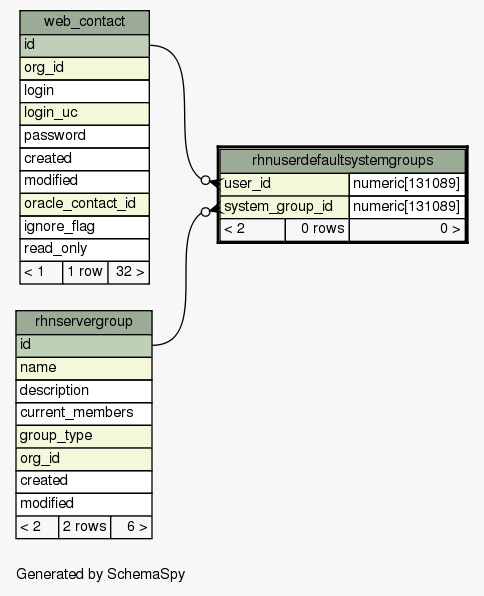 web_contact
id
org_id
login
login_uc
password
created
modified
oracle_contact_id
ignore_flag
read_only
< 1 1 row 32 >
rhnuserdefaultsystemgroups
user_id numeric[131089]
system_group_id numeric[131089]
< 2 0 rows 0 >
rhnservergroup
id
name
description
current_members
group_type
org_id
created
modified
< 2 2 rows 6 >
Generated by SchemaSpy